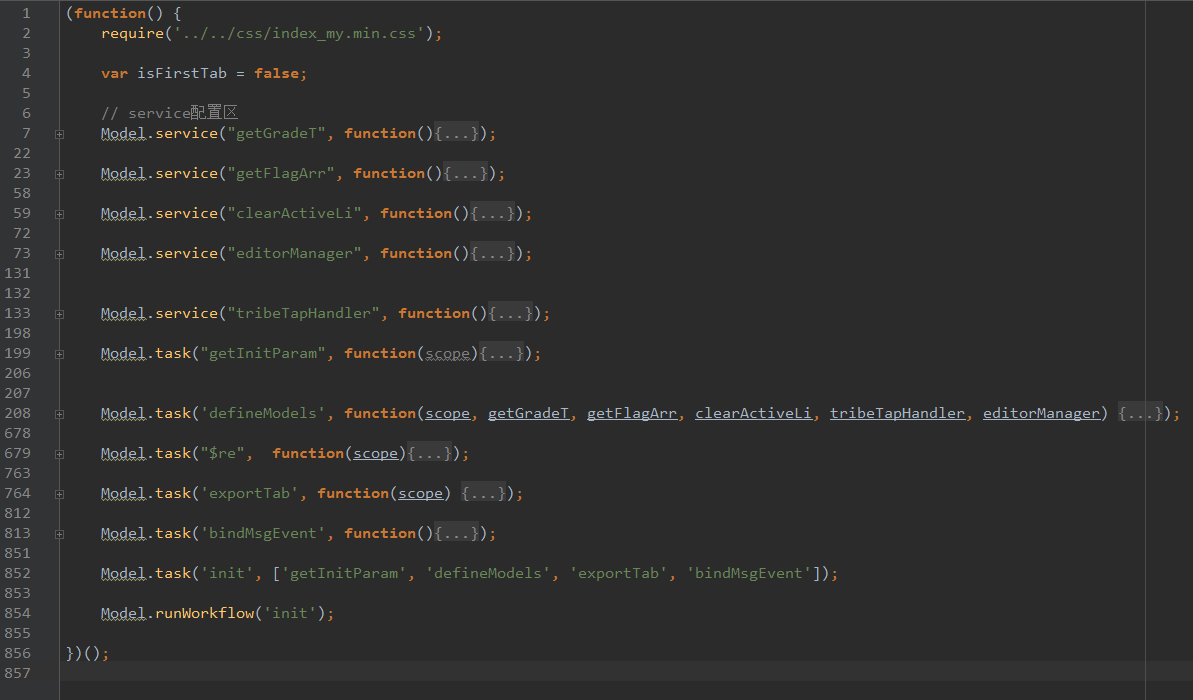 1 (function() {
2 require('../../css/index_my.min.css');
3
4 var isFirstTab = false;
5
6 // service配置区
7 Model.service("getGradeT", function(){...});
22
23 Model.service("getFlagArr", function(){...});
58
59 Model.service("clearActiveLi", function(){...});
72
73 Model.service("editorManager", function(){...});
131
132
133 Model.service("tribeTapHandler", function(){...});
198
199 Model.task("getInitParam", function(scope){...});
206
207
208 Model.task('defineModels', function(scope, getGradeT, getFlagArr, clearActiveLi, tribeTapHandler, editorManager) {...});
678
679 Model.task("$re",  function(scope){...});
763
764 Model.task('exportTab', function(scope) {...});
812
813 Model.task('bindMsgEvent', function(){...});
851
852 Model.task('init', ['getInitParam', 'defineModels', 'exportTab', 'bindMsgEvent']);
853
854 Model.runWorkflow('init');
855
856 })();
857